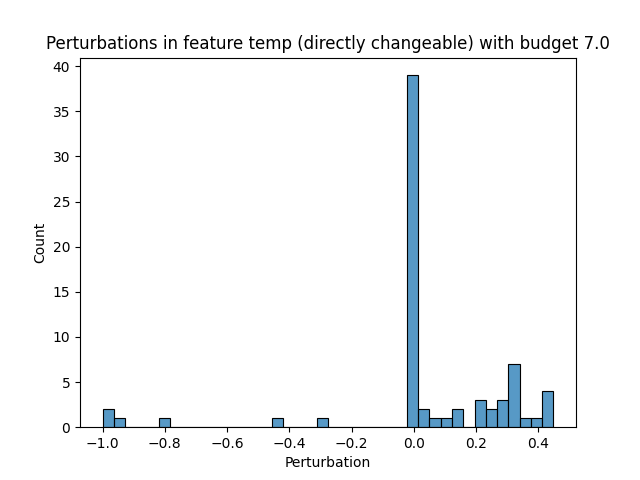 Perturbations in feature temp (directly changeable) with budget 7.0
40
35
30
25
20
15
10
5
0
Count
−1.0 −0.8 −0.6 −0.4 −0.2 0.0 0.2 0.4
Perturbation